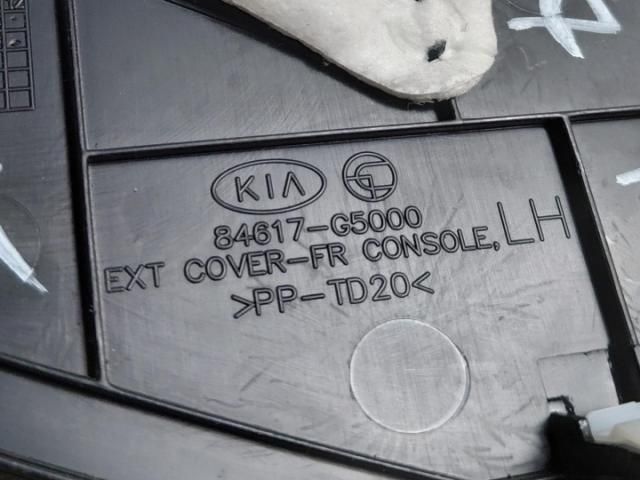 KIA
84617-G5000
EXT COVER-FR CONSOLE, LH
>PP-TD20<